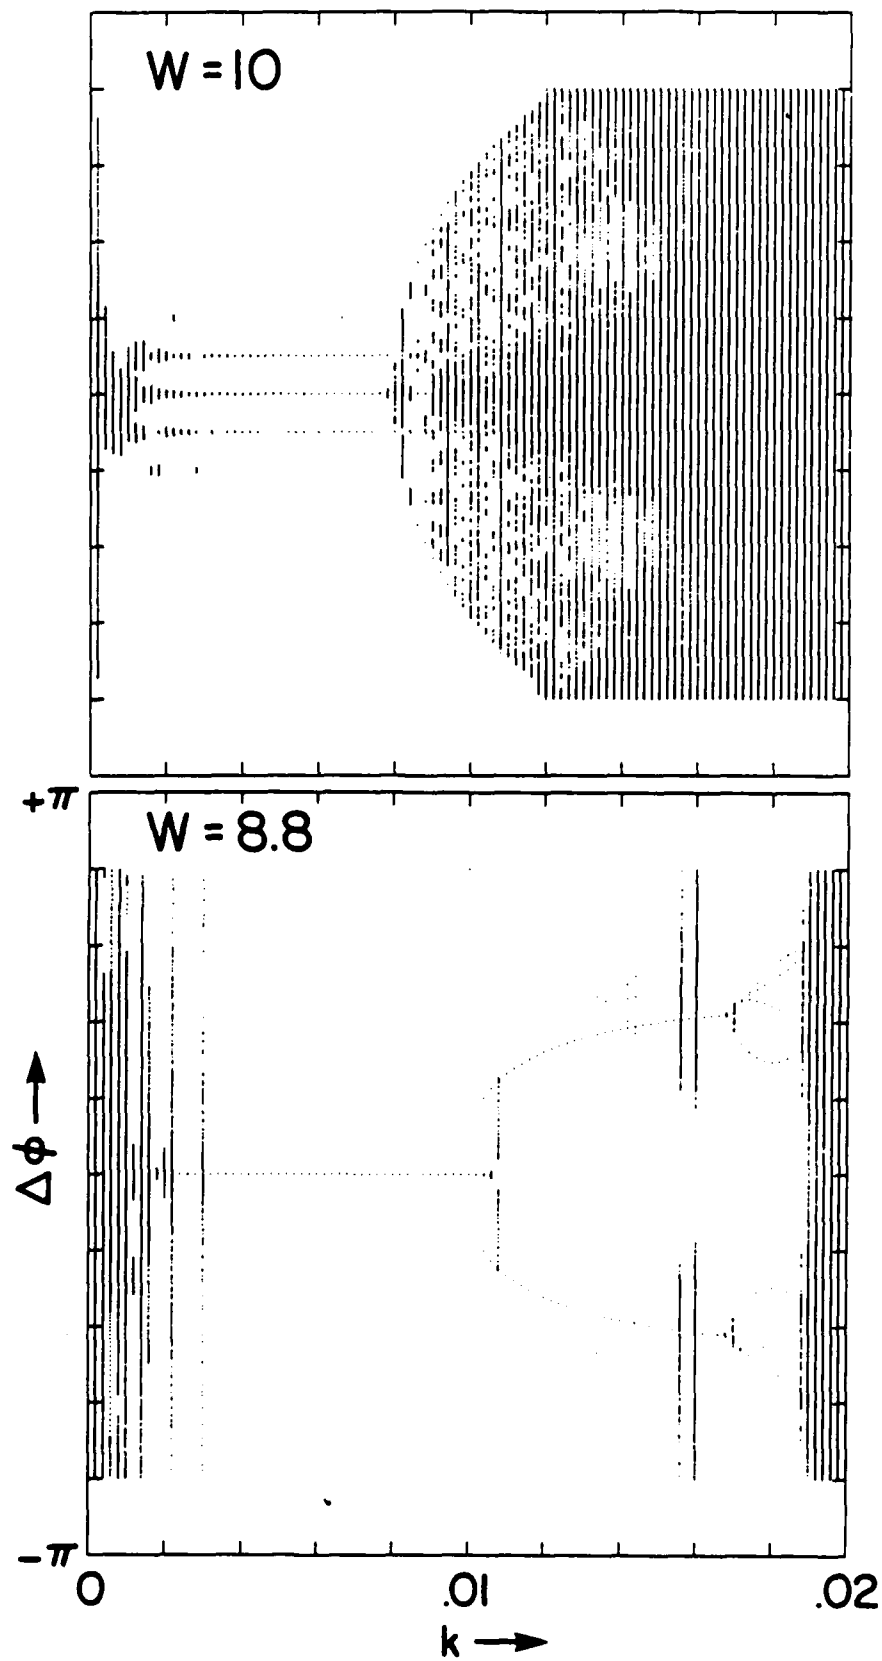 W = 10
+π
W = 8.8
Δϕ →
-π
0 .01 .02
k →